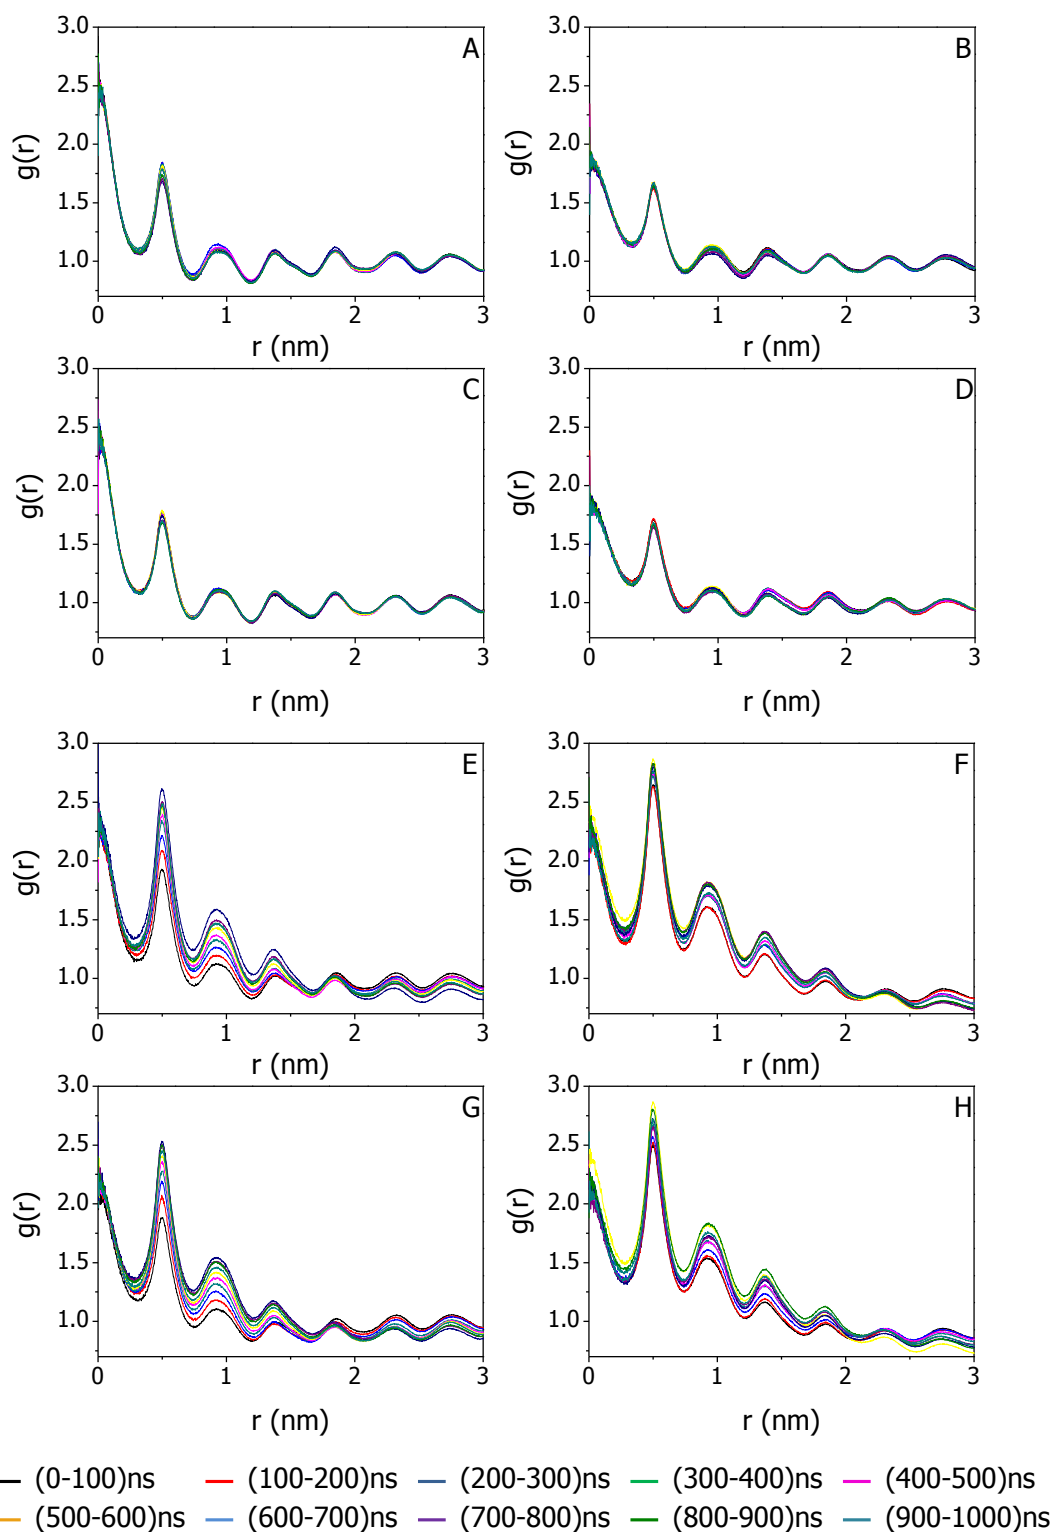 3.0
2.5
2.0
1.5
1.0
g(r)
A
0 1 2 3
r (nm)
3.0
2.5
2.0
1.5
1.0
g(r)
B
0 1 2 3
r (nm)
3.0
2.5
2.0
1.5
1.0
g(r)
C
0 1 2 3
r (nm)
3.0
2.5
2.0
1.5
1.0
g(r)
D
0 1 2 3
r (nm)
3.0
2.5
2.0
1.5
1.0
g(r)
E
0 1 2 3
r (nm)
3.0
2.5
2.0
1.5
1.0
g(r)
F
0 1 2 3
r (nm)
3.0
2.5
2.0
1.5
1.0
g(r)
G
0 1 2 3
r (nm)
3.0
2.5
2.0
1.5
1.0
g(r)
H
0 1 2 3
r (nm)
(0-100)ns (100-200)ns (200-300)ns (300-400)ns (400-500)ns
(500-600)ns (600-700)ns (700-800)ns (800-900)ns (900-1000)ns